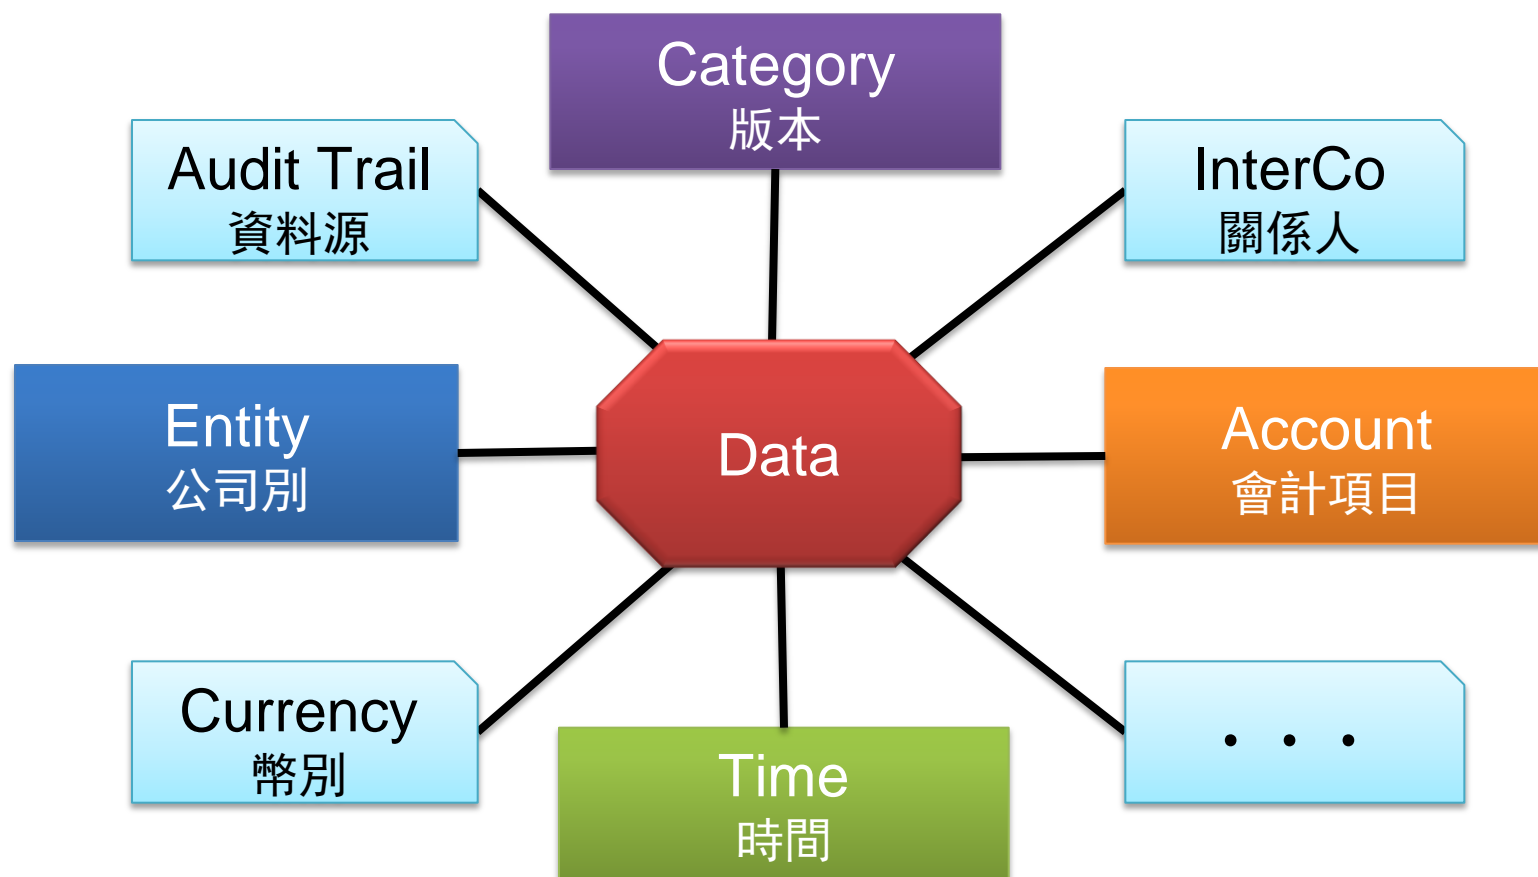 Category
版本
Audit Trail
資料源
InterCo
關係人
Entity
公司別
Data
Account
會計項目
Currency
幣別
Time
時間
• • •